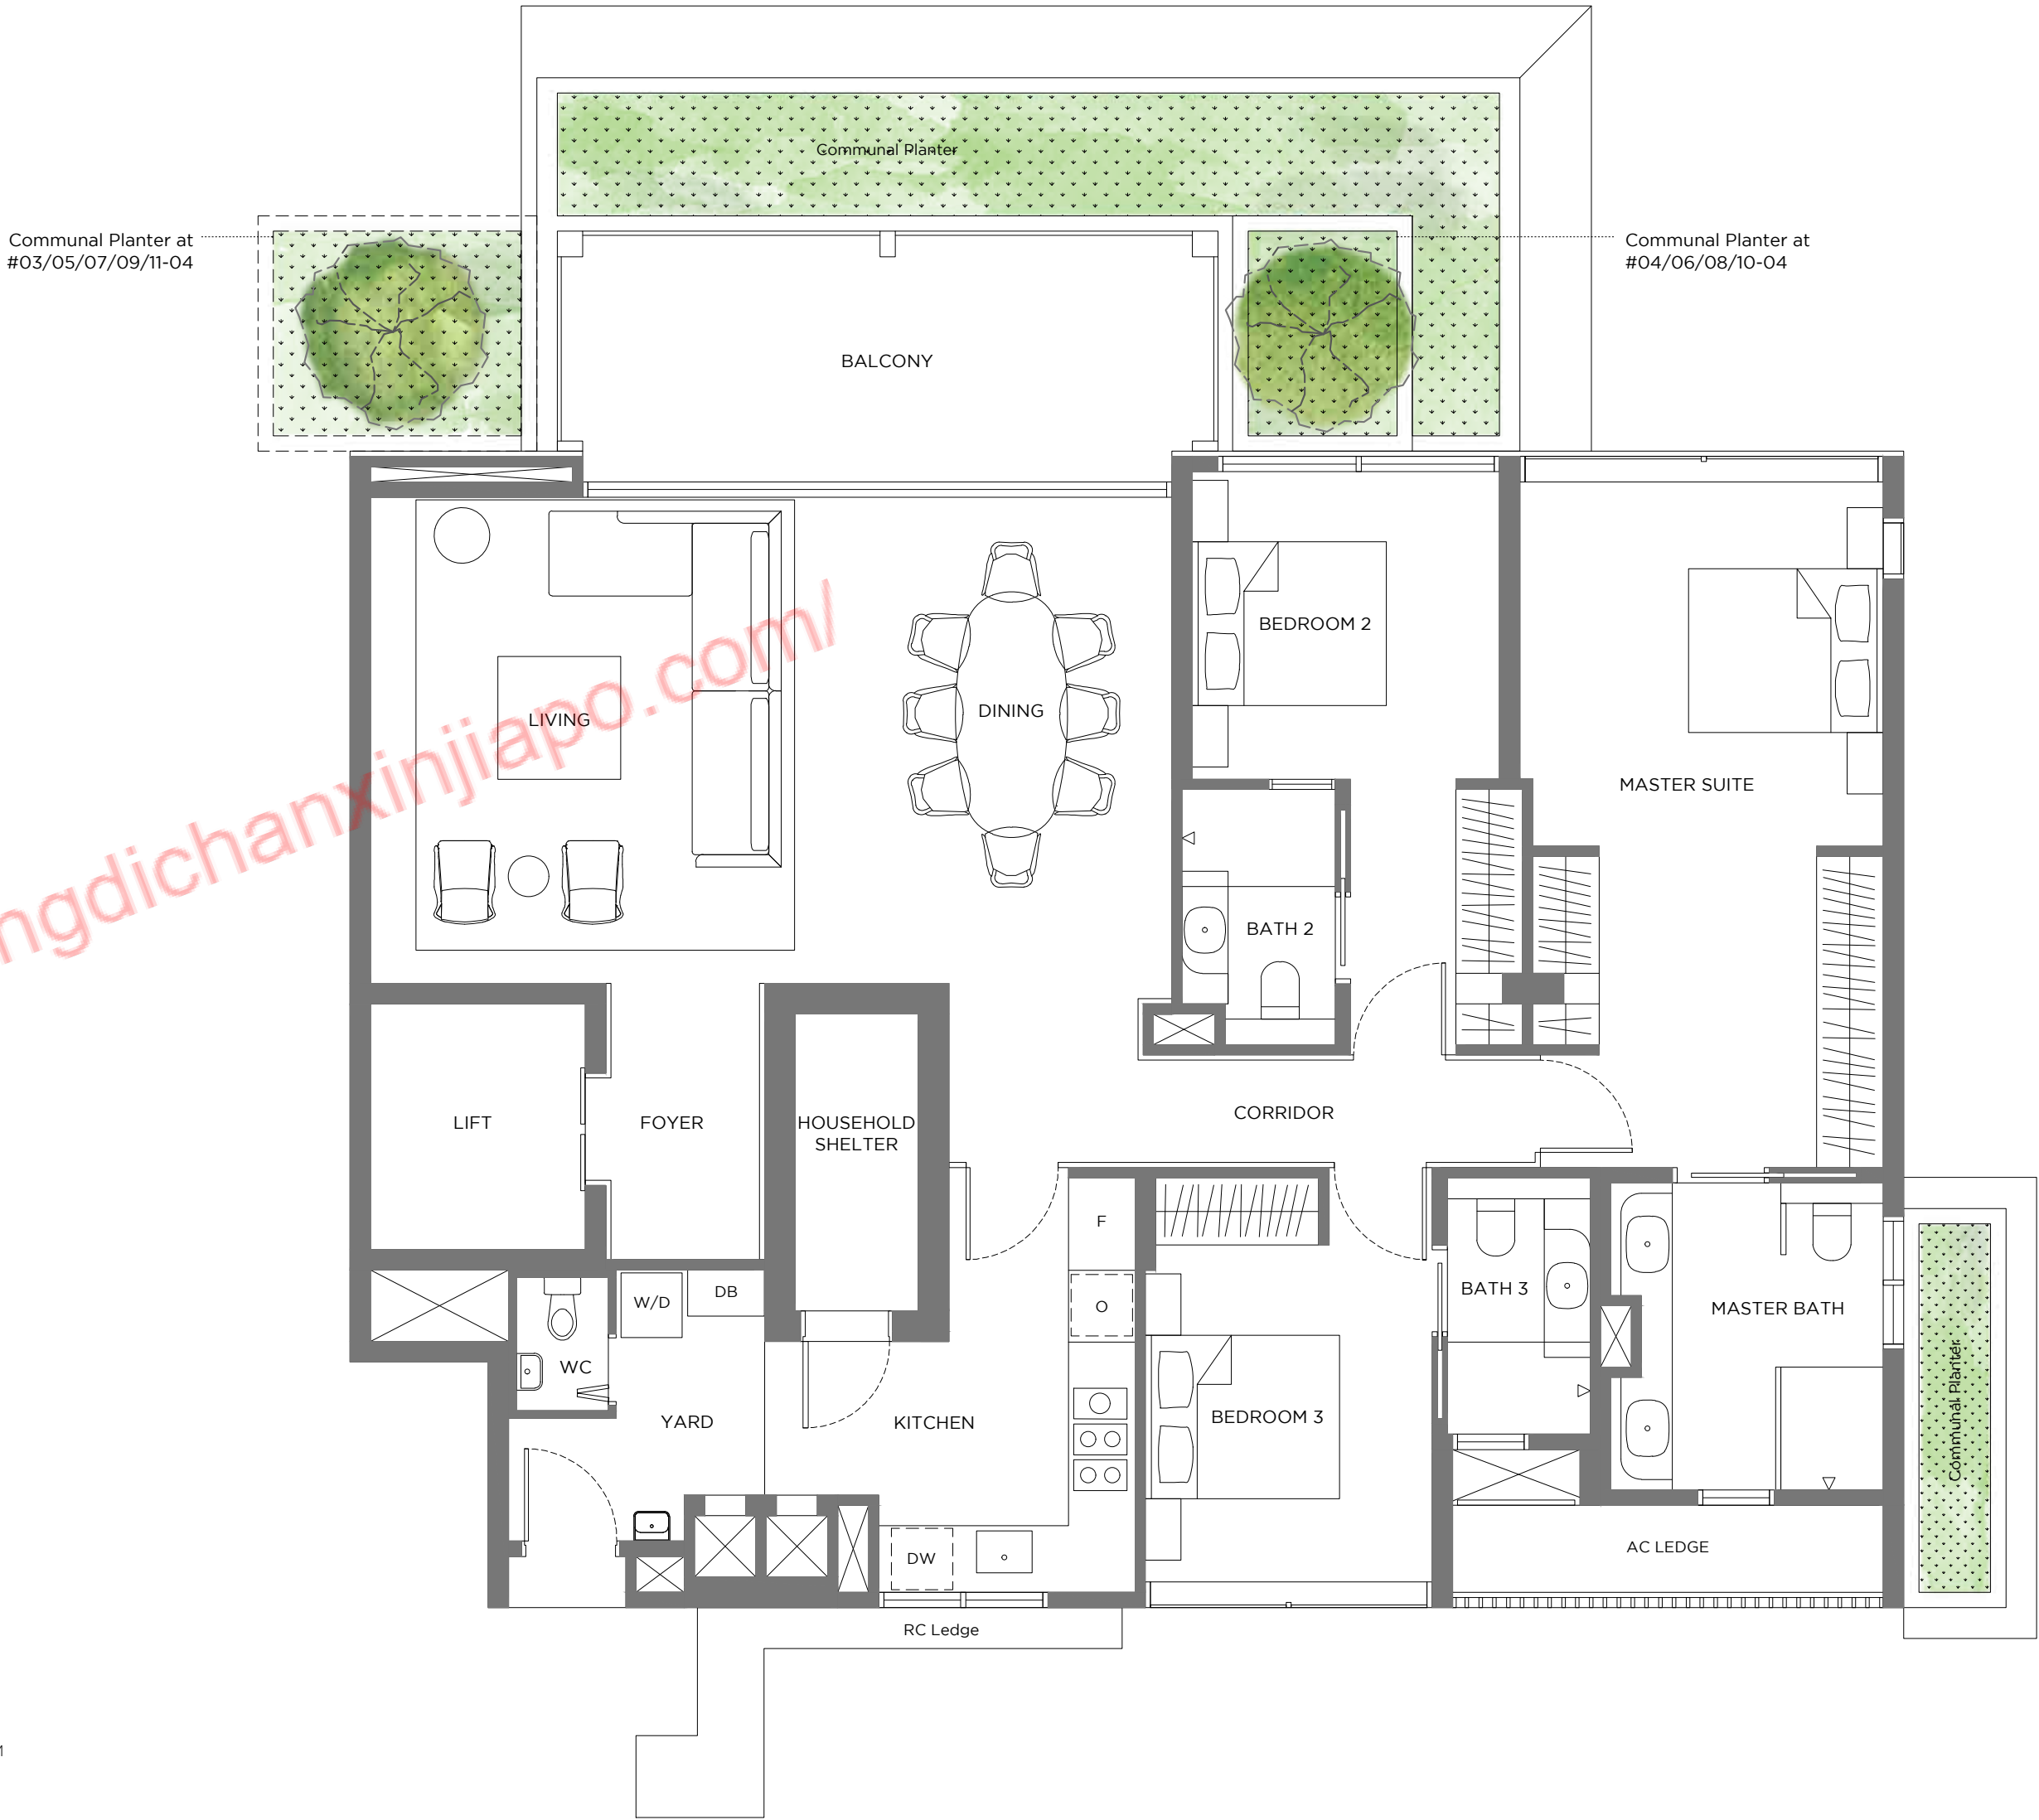 Communal Planter
Communal Planter at
#03/05/07/09/11-04
Communal Planter at
#04/06/08/10-04
BALCONY
BEDROOM 2
LIVING
DINING
MASTER SUITE
ngdichanxinjiapo.com/
BATH 2
LIFT
FOYER
HOUSEHOLD
SHELTER
CORRIDOR
F
W/D
DB
O
BATH 3
MASTER BATH
WC
YARD
KITCHEN
BEDROOM 3
Communal Planter
DW
AC LEDGE
RC Ledge